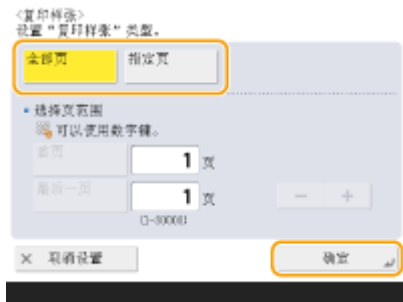 <复印样张>
设置"复印样张"类型。
全部页 指定页
• 选择页范围
可以使用数字键。
首页 1 页
最后一页 1 页
- +
× 取消设置 确定